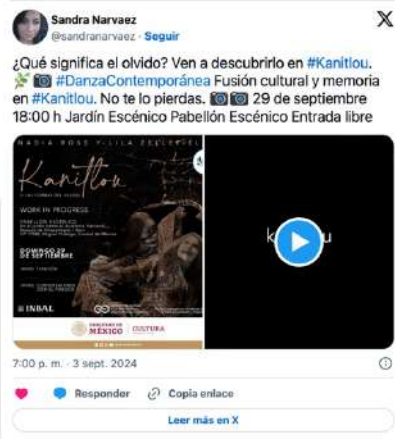 Sandra Narvaez
@sandranarvaez · Seguir
¿Qué significa el olvido? Ven a descubrirlo en #Kanitlou.
#DanzaContemporánea Fusión cultural y memoria
en #Kanitlou. No te lo pierdas. 29 de septiembre
18:00 h Jardín Escénico Pabellón Escénico Entrada libre
Kanitlou
WORK IN PROGRESS
DOMINGO 29
DE SEPTIEMBRE
INBAL
MÉXICO
CULTURA
7:00 p. m. · 3 sept. 2024
Responder
Copia enlace
Leer más en X